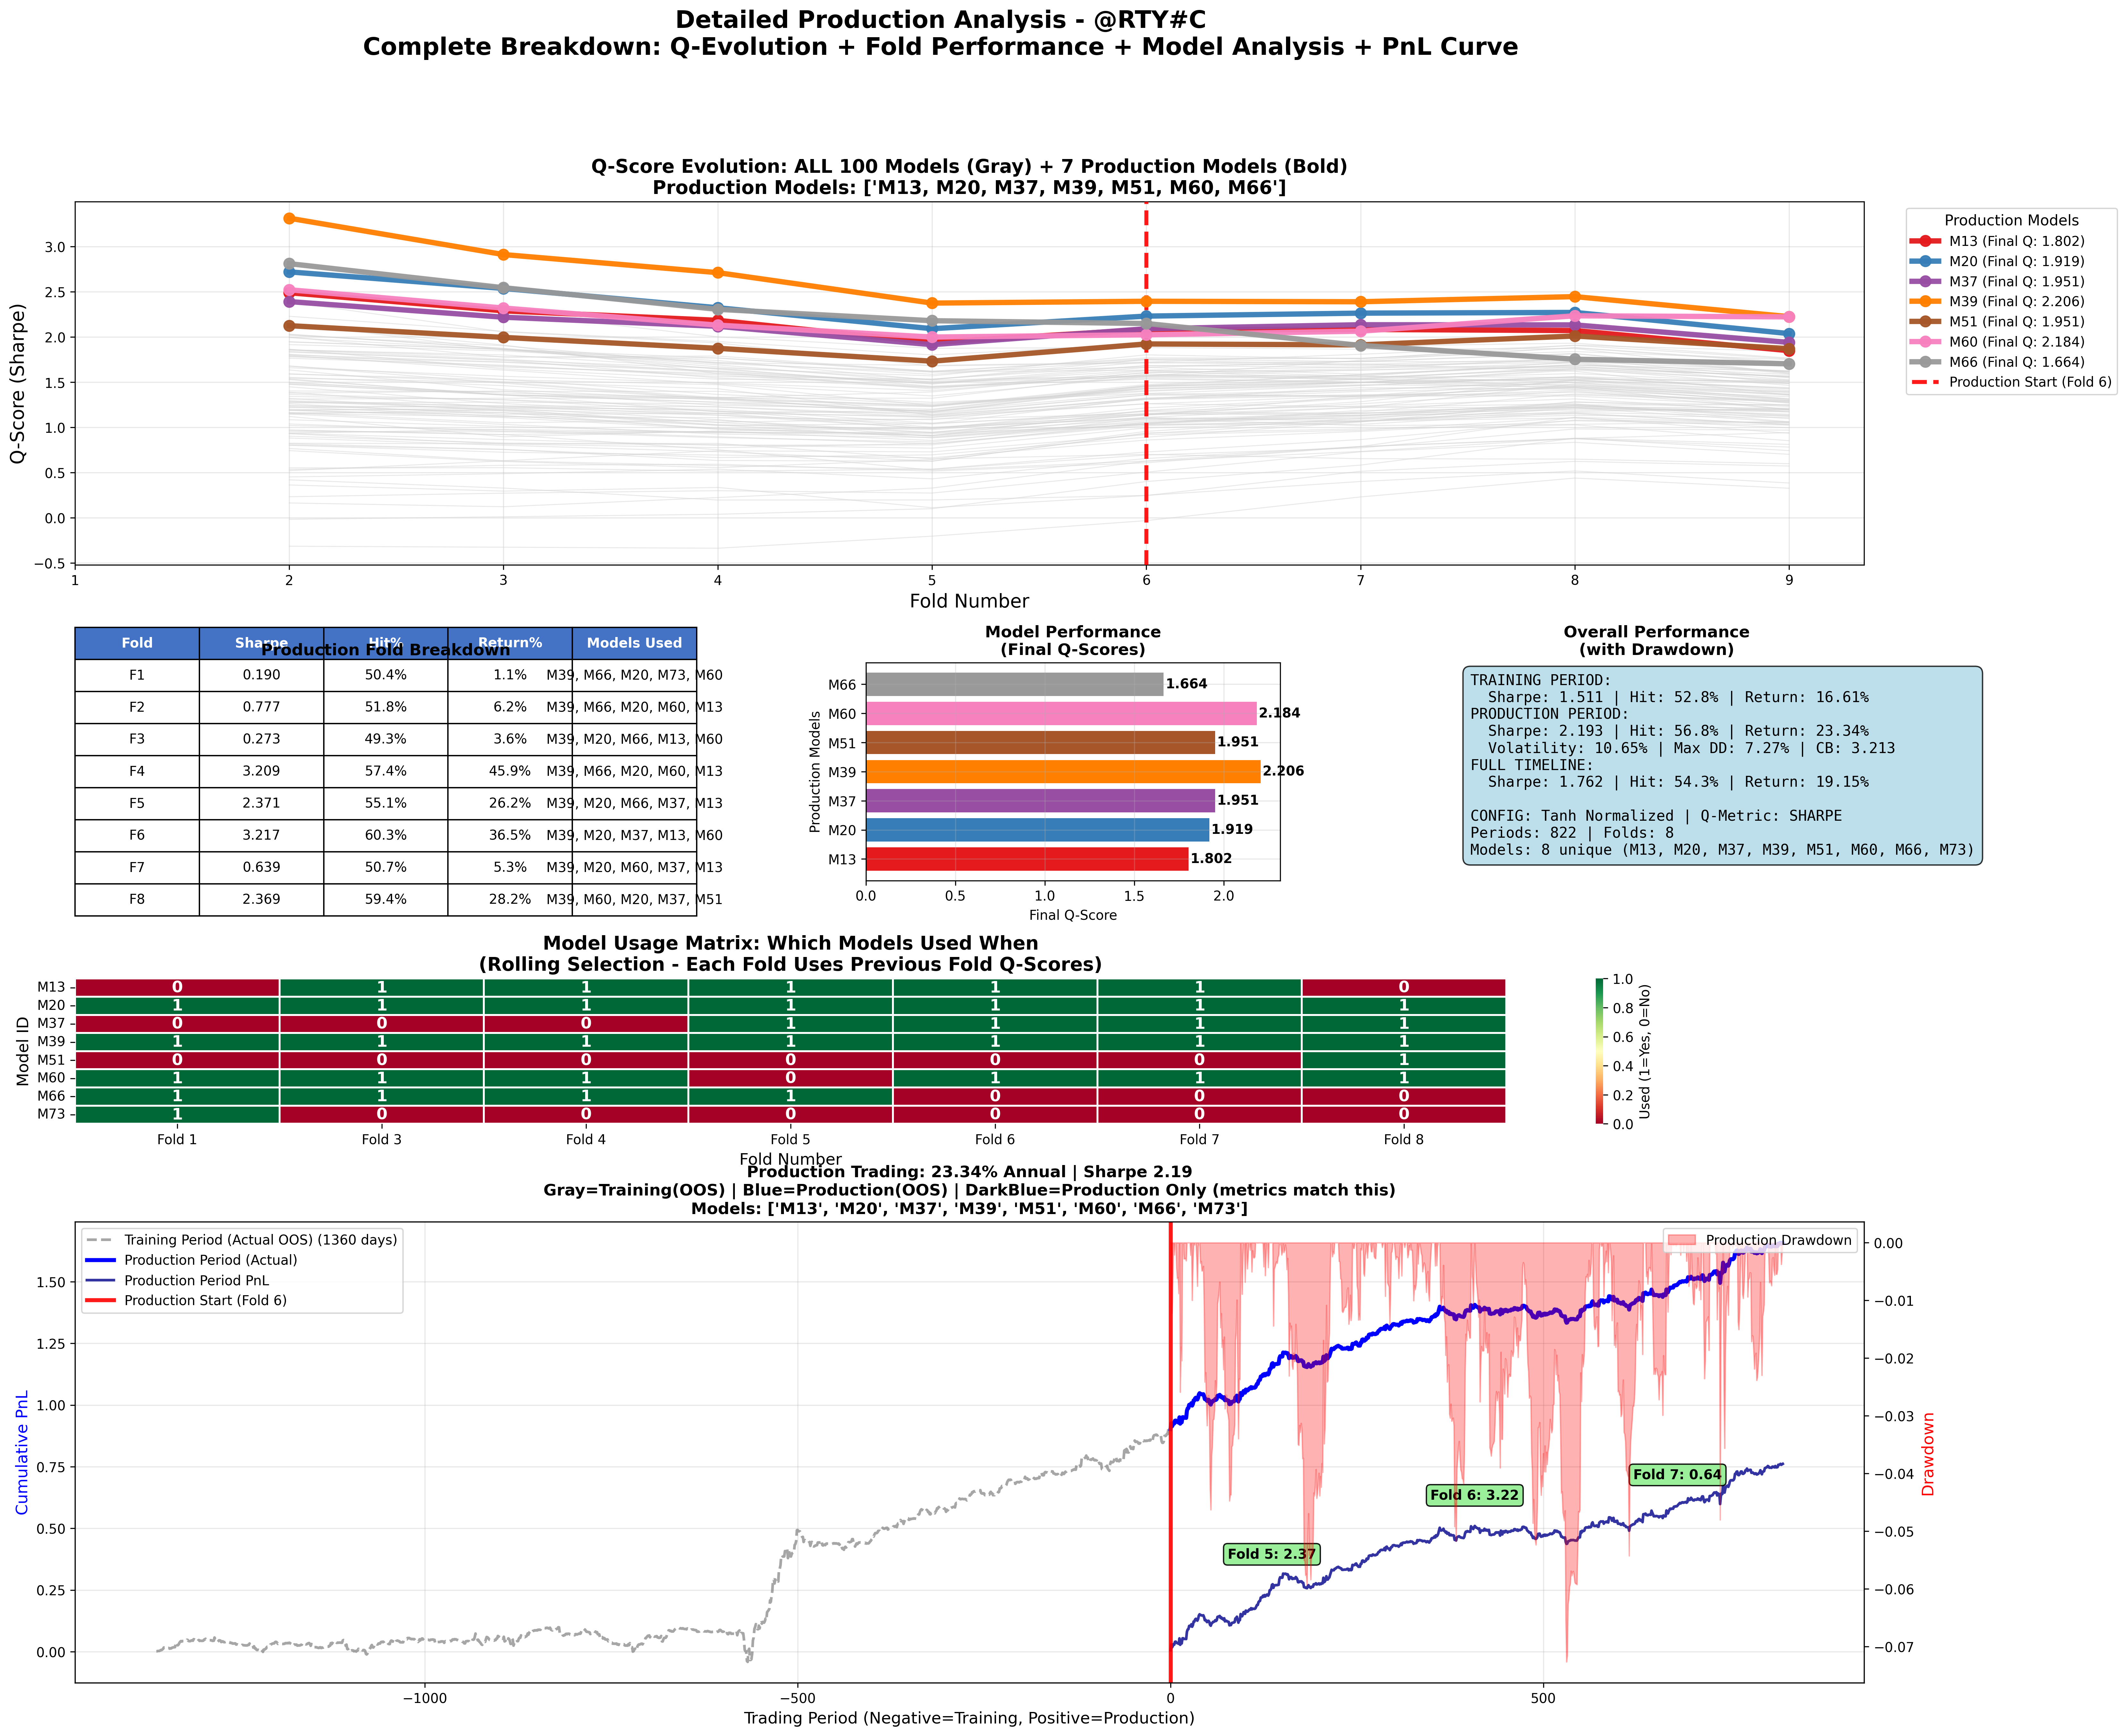 Detailed Production Analysis - @RTY#C
Complete Breakdown: Q-Evolution + Fold Performance + Model Analysis + PnL Curve
Q-Score Evolution: ALL 100 Models (Gray) + 7 Production Models (Bold)
Production Models: ['M13, M20, M37, M39, M51, M60, M66']
Q-Score (Sharpe)
3.0
2.5
2.0
1.5
1.0
0.5
0.0
−0.5
1 2 3 4 5 6 7 8 9
Fold Number
Production Models
M13 (Final Q: 1.802)
M20 (Final Q: 1.919)
M37 (Final Q: 1.951)
M39 (Final Q: 2.206)
M51 (Final Q: 1.951)
M60 (Final Q: 2.184)
M66 (Final Q: 1.664)
Production Start (Fold 6)
Production Fold Breakdown
Fold Sharpe Hit% Return% Models Used
F1 0.190 50.4% 1.1% M39, M66, M20, M73, M60
F2 0.777 51.8% 6.2% M39, M66, M20, M60, M13
F3 0.273 49.3% 3.6% M39, M20, M66, M13, M60
F4 3.209 57.4% 45.9% M39, M66, M20, M60, M13
F5 2.371 55.1% 26.2% M39, M20, M66, M37, M13
F6 3.217 60.3% 36.5% M39, M20, M37, M13, M60
F7 0.639 50.7% 5.3% M39, M20, M60, M37, M13
F8 2.369 59.4% 28.2% M39, M60, M20, M37, M51
Model Performance
(Final Q-Scores)
Production Models
M66 1.664
M60 2.184
M51 1.951
M39 2.206
M37 1.951
M20 1.919
M13 1.802
0.0 0.5 1.0 1.5 2.0
Final Q-Score
Overall Performance
(with Drawdown)
TRAINING PERIOD:
Sharpe: 1.511 | Hit: 52.8% | Return: 16.61%
PRODUCTION PERIOD:
Sharpe: 2.193 | Hit: 56.8% | Return: 23.34%
Volatility: 10.65% | Max DD: 7.27% | CB: 3.213
FULL TIMELINE:
Sharpe: 1.762 | Hit: 54.3% | Return: 19.15%
CONFIG: Tanh Normalized | Q-Metric: SHARPE
Periods: 822 | Folds: 8
Models: 8 unique (M13, M20, M37, M39, M51, M60, M66, M73)
Model Usage Matrix: Which Models Used When
(Rolling Selection - Each Fold Uses Previous Fold Q-Scores)
Model ID
M13 0 1 1 1 1 1 0
M20 1 1 1 1 1 1 1
M37 0 0 0 1 1 1 1
M39 1 1 1 1 1 1 1
M51 0 0 0 0 0 0 1
M60 1 1 1 0 1 1 1
M66 1 1 1 1 0 0 0
M73 1 0 0 0 0 0 0
Fold 1 Fold 3 Fold 4 Fold 5 Fold 6 Fold 7 Fold 8
Fold Number
1.0
0.8
0.6
0.4
0.2
0.0
Used (1=Yes, 0=No)
Production Trading: 23.34% Annual | Sharpe 2.19
Gray=Training(OOS) | Blue=Production(OOS) | DarkBlue=Production Only (metrics match this)
Models: ['M13', 'M20', 'M37', 'M39', 'M51', 'M60', 'M66', 'M73']
Training Period (Actual OOS) (1360 days)
Production Period (Actual)
Production Period PnL
Production Start (Fold 6)
Production Drawdown
Cumulative PnL
1.50
1.25
1.00
0.75
0.50
0.25
0.00
Fold 5: 2.37
Fold 6: 3.22
Fold 7: 0.64
0.00
−0.01
−0.02
−0.03
−0.04
−0.05
−0.06
−0.07
Drawdown
−1000 −500 0 500
Trading Period (Negative=Training, Positive=Production)